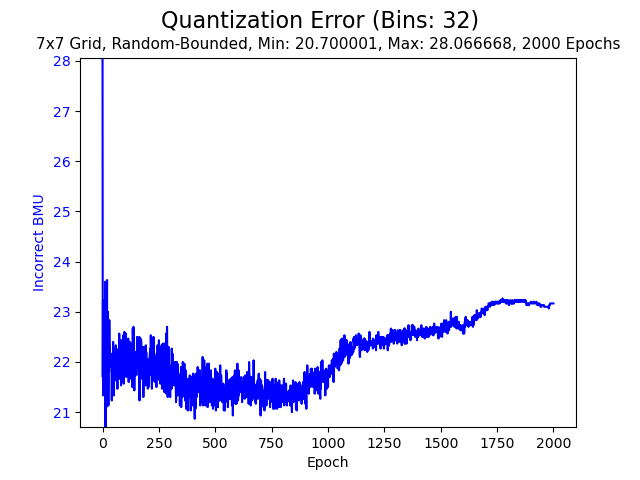 Quantization Error (Bins: 32)
7x7 Grid, Random-Bounded, Min: 20.700001, Max: 28.066668, 2000 Epochs
28
27
26
25
24
23
22
21
Incorrect BMU
0 250 500 750 1000 1250 1500 1750 2000
Epoch